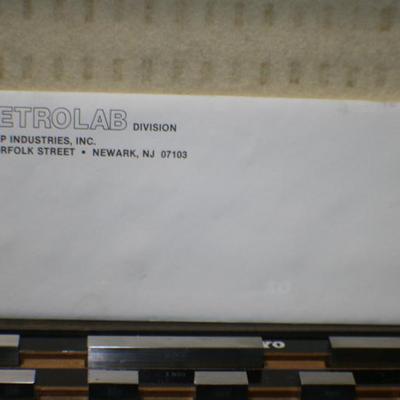 ETROLAB DIVISION
P INDUSTRIES, INC.
RFOLK STREET • NEWARK, NJ 07103